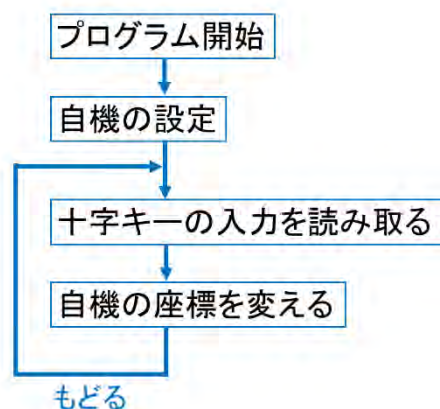 プログラム開始
自機の設定
十字キーの入力を読み取る
自機の座標を変える
もどる